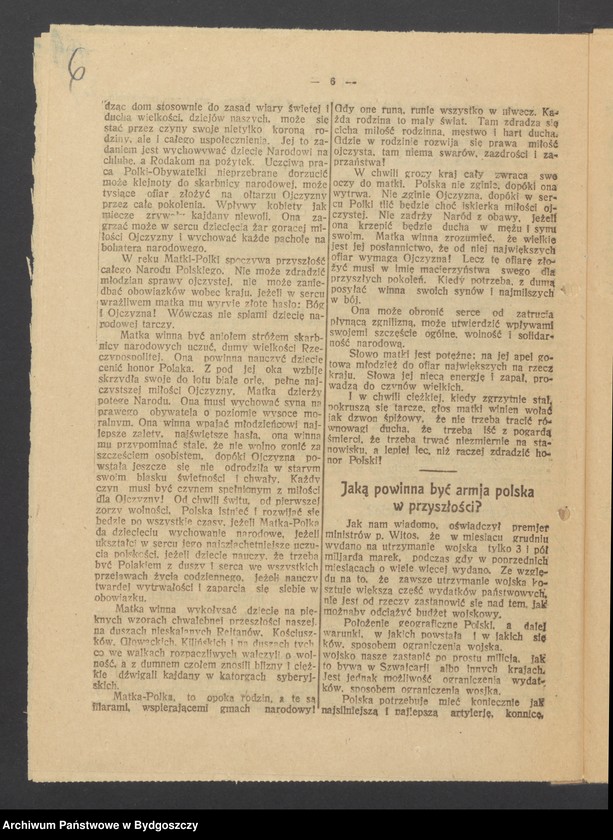 6
— 6 —
dząc dom stosownie do zasad wiary świętej i
ducha wielkości, dziejów naszych, może się
stać przez czyny swoje nietylko koroną ro-
dziny, ale i całego społeczenia. Jej to za-
daniem jest wychowywać dziecię Narodowi na
chlubę, a Rodakom na pożytek. Uczciwa pra-
ca Polki-Obywatelki nieprzebrane dorzucić
może klejnoty do skarbnicy narodowej, może
tysiące ofiar złożyć na ołtarzu Ojczyzny
przez całe pokolenia. Wpływy kobiety jak
miecze kajdany niewoli. Ona za-
grzać może w sercu dziecięcia żar gorącej mi-
łości Ojczyzny i wychować każde pacholę na
bohatera narodowego.
W ręku Matki-Polki spoczywa przyszłość
całego Narodu Polskiego. Nie może zdradzić
młodzian sprawy ojczystej, nie może zanied-
bać obowiązków wobec kraju, jeżeli w sercu
wrażliwem matka mu wyryje złote hasło: Bóg
i Ojczyzna! Wówczas nie splami dziecię na-
rodowej tarczy.
Matka winna być aniołem stróżem skarb-
nicy narodowych uczuć, dumy wielkości Rze-
czypospolitej. Ona powinna nauczyć dziecię
cenić honor Polaka. Z pod jej oka wzbije
skrzydła swoje do lotu białe orlę, pełne naj-
czystszej miłości Ojczyzny. Matka dzierży
potęgę Narodu. Ona musi wychować syna na
prawego obywatela o poziomie wysoce mo-
ralnym. Ona winna wpajać młodzieńcowi naj-
lepsze zalety, najświętsze hasła, ona winna
mu przypominać stale, że nie wolno gonić za
szczęściem osobistem, dopóki Ojczyzna po-
wstała jeszcze się nie odrodziła w starym
swoim blasku świetności i chwały. Każdy
czyn musi być czynem spełnionym z miłości
dla Ojczyzny! Od chwili świtu, od pierwszej
zorzy wolności, Polska istnieć i rozwijać się
będzie po wszystkie czasy, jeżeli Matka-Polka
da dziecięciu wychowanie narodowe, jeżeli
ukształci w sercu jego najszlachetniejsze uczu-
cia polskości, jeżeli dziecię nauczy, że trzeba
być Polakiem z duszy i serca we wszystkich
przejawach życia codziennego, jeżeli nauczy
twardej wytrwałości i zaparcia się siebie w
obowiązku.
Matka winna wykołysać dziecię na pię-
knych wzorach chwalebnej przeszłości naszej,
na duszach nieskalanych Rejtanów, Kościusz-
ków, Głowackich, Kilińskich i na duszach tych,
co we walkach rozpaczliwych walczyli o wol-
ność, a z dumnem czołem znosili blizny i cięż-
kie dźwigali kajdany w katorgach syberyj-
skich.
Matka-Polka, to opoka rodzin, a te są
filarami, wspierającemi gmach narodowy!
Gdy one runą, runie wszystko w niwecz. Ka-
żda rodzina to mały świat. Tam zdradza się
cicha miłość rodzinna, męstwo i hart ducha.
Gdzie w rodzinie rozwija się prawa miłość
ojczysta, tam niema swarów, zazdrości i za-
przaństwa!
W chwili grozy kraj cały zwraca swe
oczy do matki. Polska nie zginie, dopóki ona
wytrwa. Nie zginie Ojczyzna, dopóki w ser-
cu Polki tlić będzie choć iskierka miłości oj-
czystej. Nie zadrży Naród z obawy, jeżeli
ona krzepić będzie ducha w mężu i synu
swoim. Matka winna zrozumieć, że wielkie
jest jej posłannictwo, że od niej największych
ofiar wymaga Ojczyzna! Lecz tę ofiarę zło-
żyć musi w imię macierzyństwa swego dla
przyszłych pokoleń. Kiedy potrzeba, z dumą
posyłać winna swoich synów i najmilszych
w bój.
Ona może obronić serce od zatrucia
płynącą zgnilizną, może utwierdzić wpływami
swojemi szczęście ogólne, wolność i solidar-
ność narodową.
Słowo matki jest potężne: na jej apel go-
towa młodzież do ofiar największych na rzecz
kraju. Słowa jej niecą energję i zapał, pro-
wadzą do czynów wielkich.
I w chwili ciężkiej, kiedy zgrzytnie stal,
pokruszą się tarcze, głos matki winien wołać
jak dzwon spiżowy, że nie trzeba tracić ró-
wnowagi ducha, że trzeba iść z pogardą
śmierci, że trzeba trwać niezmiernie na sta-
nowisku, a lepiej lec, niż raczej zdradzić ho-
nor Polski!
Jaką powinna być armja polska
w przyszłości?
Jak nam wiadomo, oświadczył premjer
ministrów p. Witos, że w miesiącu grudniu
wydano na utrzymanie wojska tylko 3 i pół
miljarda marek, podczas gdy w poprzednich
miesiącach o wiele więcej wydano. Ze wzglę-
du na to, że zawsze utrzymanie wojska ko-
sztuje większą cześć wydatków państwowych,
nie jest od rzeczy zastanowić się nad tem, jak
możnaby odciążyć budżet wojskowy.
Położenie geograficzne Polski, a dalej
warunki, w jakich powstała i w jakich się
ków, sposobem ograniczenia wojska.
wojsko nasze zastąpić po prostu milicją, jak
to bywa w Szwajcarji albo innych krajach.
Jest jednak możliwość ograniczenia wydat-
ków, sposobem ograniczenia wosjka.
Polska potrzebuje mieć koniecznie jak
najsilniejszą i najlepszą artylerję, konnicę,
Archiwum Państwowe w Bydgoszczy